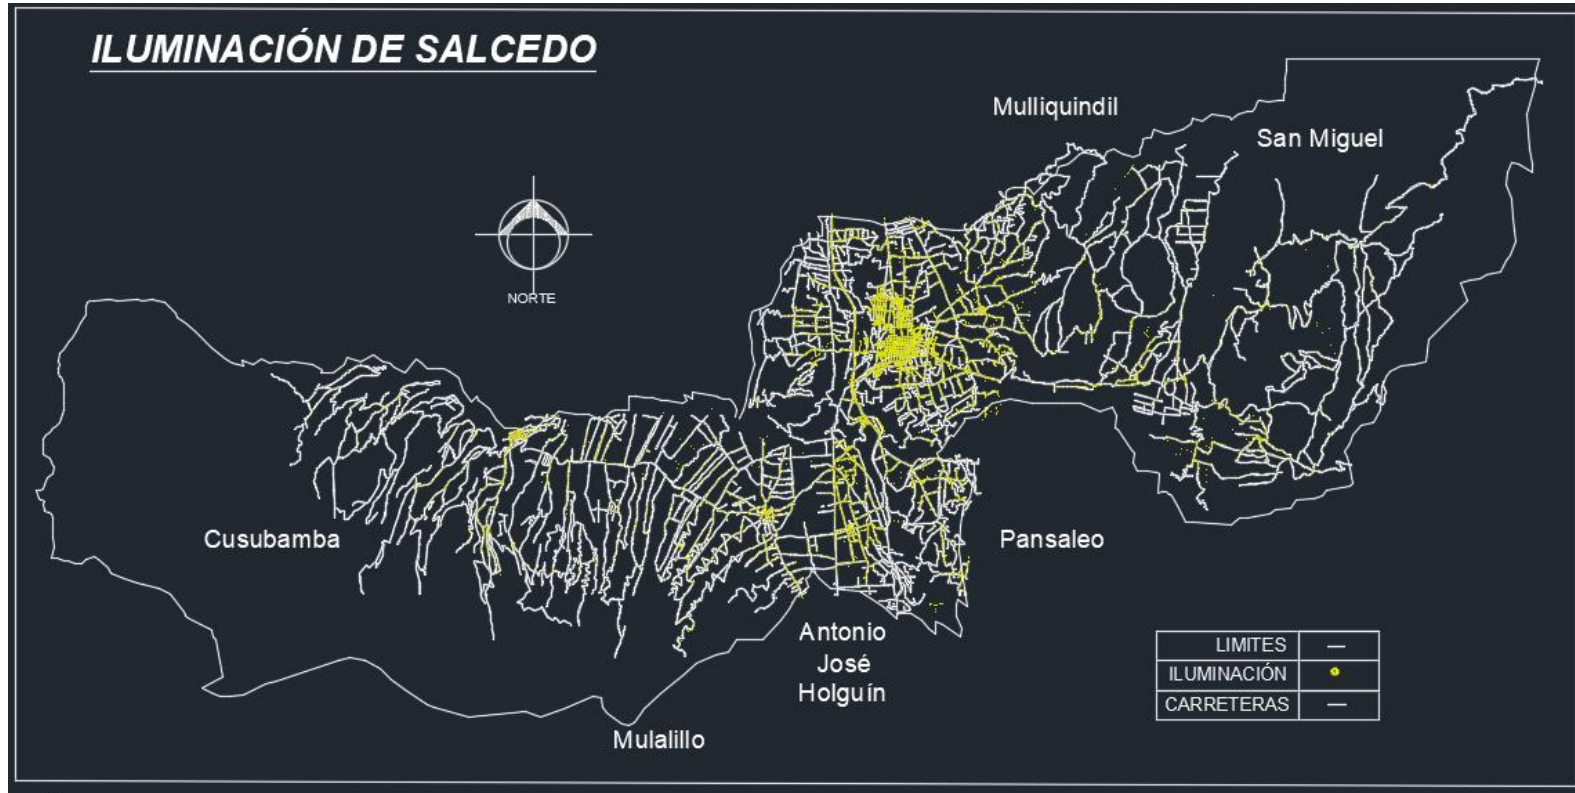 ILUMINACIÓN DE SALCEDO
Mulliquindil
San Miguel
NORTE
Cusubamba
Pansaleo
Antonio
José
Holguín
Mulalillo
LIMITES
ILUMINACIÓN
CARRETERAS